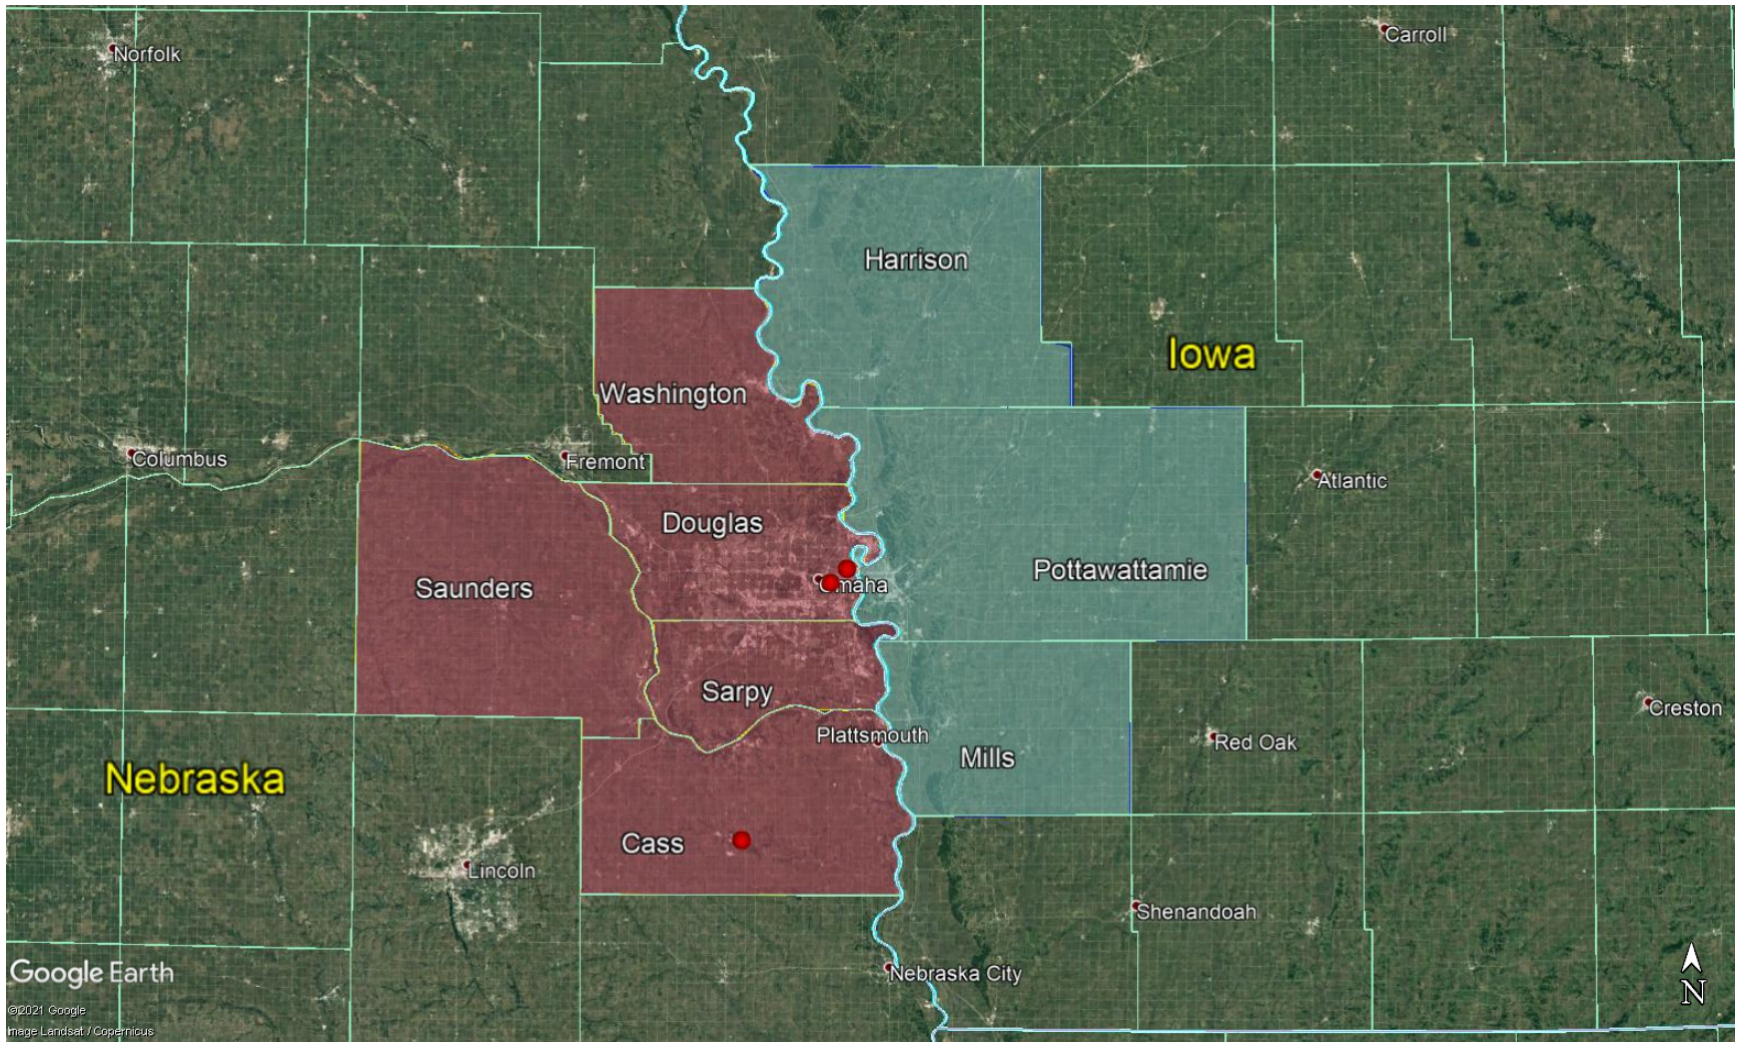 Norfolk
Carroll
Harrison
Iowa
Washington
Columbus
Fremont
Atlantic
Douglas
Pottawattamie
Saunders
Omaha
Sarpy
Creston
Plattsmouth
Red Oak
Mills
Nebraska
Cass
Lincoln
Shenandoah
Google Earth
Nebraska City
N
©2021 Google
Image Landsat / Copernicus